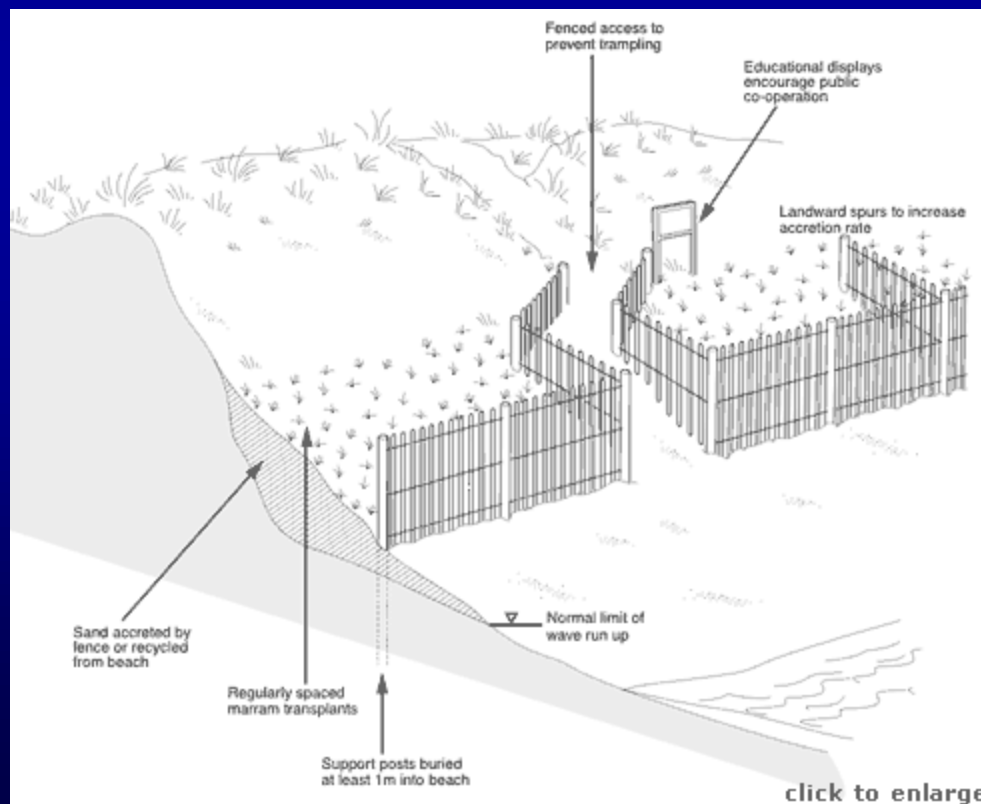 Fenced access to
prevent trampling
Educational displays
encourage public
co-operation
Landward spurs to increase
accretion rate
Normal limit of
wave run up
Sand accreted by
fence or recycled
from beach
Regularly spaced
marram transplants
Support posts buried
at least 1m into beach
click to enlarge